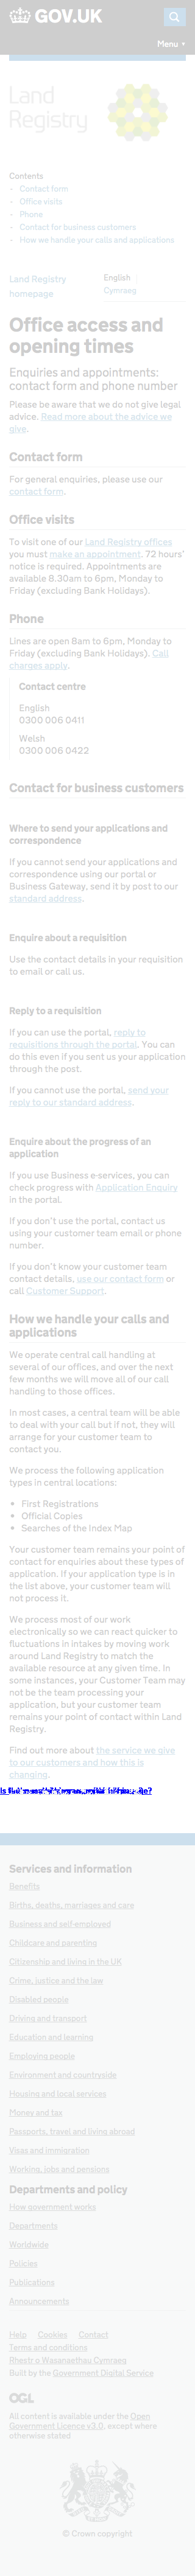 GOV.UK
Menu
Land
Registry
Contents
- Contact form
- Office visits
- Phone
- Contact for business customers
- How we handle your calls and applications
Land Registry
homepage
English
Cymraeg
Office access and
opening times
Enquiries and appointments:
contact form and phone number
Please be aware that we do not give legal
advice. Read more about the advice we
give.
Contact form
For general enquiries, please use our
contact form.
Office visits
To visit one of our Land Registry offices
you must make an appointment. 72 hours'
notice is required. Appointments are
available 8.30am to 6pm, Monday to
Friday (excluding Bank Holidays).
Phone
Lines are open 8am to 6pm, Monday to
Friday (excluding Bank Holidays). Call
charges apply.
Contact centre
English
0300 006 0411
Welsh
0300 006 0422
Contact for business customers
Where to send your applications and
correspondence
If you cannot send your applications and
correspondence using our portal or
Business Gateway, send it by post to our
standard address.
Enquire about a requisition
Use the contact details in your requisition
to email or call us.
Reply to a requisition
If you can use the portal, reply to
requisitions through the portal. You can
do this even if you sent us your application
through the post.
If you cannot use the portal, send your
reply to our standard address.
Enquire about the progress of an
application
If you use Business e-services, you can
check progress with Application Enquiry
in the portal.
If you don't use the portal, contact us
using your customer team email or phone
number.
If you don't know your customer team
contact details, use our contact form or
call Customer Support.
How we handle your calls and
applications
We operate central call handling at
several of our offices, and over the next
few months we will move all of our call
handling to those offices.
In most cases, a central team will be able
to deal with your call but if not, they will
arrange for your customer team to
contact you.
We process the following application
types in central locations:
• First Registrations
• Official Copies
• Searches of the Index Map
Your customer team remains your point of
contact for enquiries about these types of
application. If your application type is in
the list above, your customer team will
not process it.
We process most of our work
electronically so we can react quicker to
fluctuations in intakes by moving work
around Land Registry to match the
available resource at any location. In
some instances, your Customer Team may
not be the team processing your
application, but your customer team
remains your point of contact within Land
Registry.
Find out more about the service we give
to our customers and how this is
changing.
Services and information
Benefits
Births, deaths, marriages and care
Business and self-employed
Childcare and parenting
Citizenship and living in the UK
Crime, justice and the law
Disabled people
Driving and transport
Education and learning
Employing people
Environment and countryside
Housing and local services
Money and tax
Passports, travel and living abroad
Visas and immigration
Working, jobs and pensions
Departments and policy
How government works
Departments
Worldwide
Policies
Publications
Announcements
Help Cookies Contact
Terms and conditions
Rhestr o Wasanaethau Cymraeg
Built by the Government Digital Service
OGL
All content is available under the Open
Government Licence v3.0, except where
otherwise stated
© Crown copyright